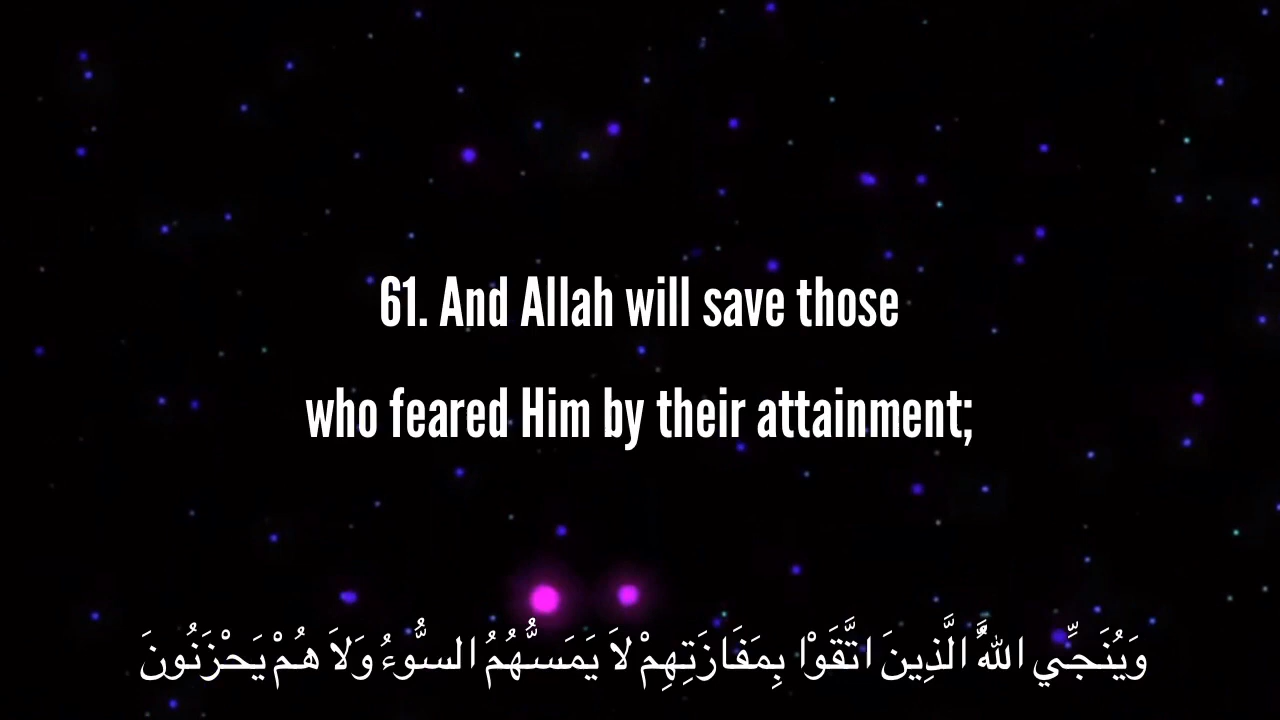 61. And Allah will save those
who feared Him by their attainment;
وَيُنَجِّي اللهُ الَّذِينَ اتَّقَوْا بِمَفَازَتِهِمْ لاَ يَمَسُّهُمُ السُّوءُ وَلاَ هُمْ يَحْزَنُونَ